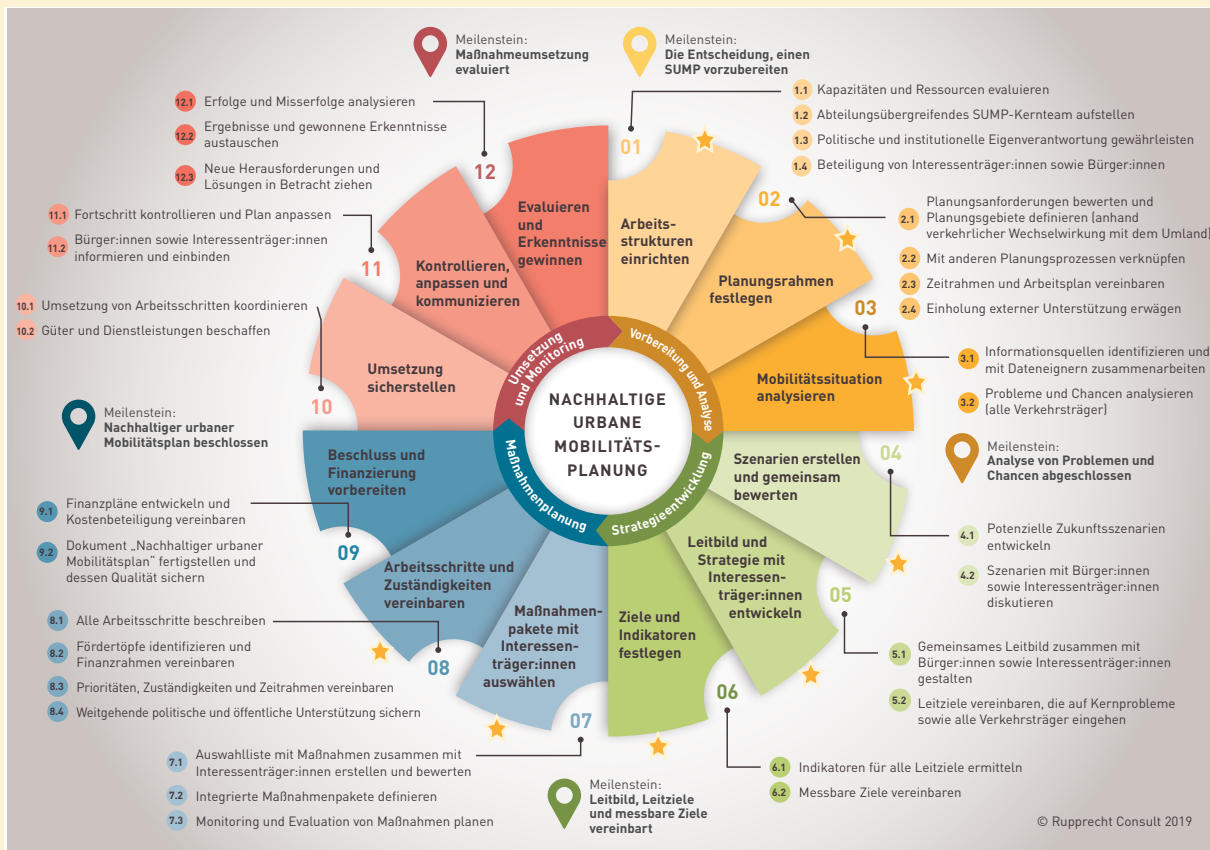 Meilenstein:
Maßnahmeumsetzung
evaluiert
Meilenstein:
Die Entscheidung, einen
SUMP vorzubereiten
12.1 Erfolge und Misserfolge analysieren
12.2 Ergebnisse und gewonnene Erkenntnisse
austauschen
12.3 Neue Herausforderungen und
Lösungen in Betracht ziehen
1.1 Kapazitäten und Ressourcen evaluieren
1.2 Abteilungsübergreifendes SUMP-Kernteam aufstellen
1.3 Politische und institutionelle Eigenverantwortung gewährleisten
1.4 Beteiligung von Interessenträger:innen sowie Bürger:innen
11.1 Fortschritt kontrollieren und Plan anpassen
11.2 Bürger:innen sowie Interessenträger:innen
informieren und einbinden
2.1 Planungsanforderungen bewerten und
Planungsgebiete definieren (anhand
verkehrlicher Wechselwirkung mit dem Umland)
2.2 Mit anderen Planungsprozessen verknüpfen
2.3 Zeitrahmen und Arbeitsplan vereinbaren
2.4 Einholung externer Unterstützung erwägen
10.1 Umsetzung von Arbeitsschritten koordinieren
10.2 Güter und Dienstleistungen beschaffen
3.1 Informationsquellen identifizieren und
mit Dateneignern zusammenarbeiten
3.2 Probleme und Chancen analysieren
(alle Verkehrsträger)
01
Arbeits-
strukturen
einrichten
02
Planungsrahmen
festlegen
03
Mobilitätssituation
analysieren
04
Szenarien erstellen
und gemeinsam
bewerten
05
Leitbild und
Strategie mit
Interessen-
träger:innen
entwickeln
06
Ziele und
Indikatoren
festlegen
07
Maßnahmen-
pakete mit
Interessen-
träger:innen
auswählen
08
Arbeitsschritte und
Zuständigkeiten
vereinbaren
09
Beschluss und
Finanzierung
vorbereiten
10
Umsetzung
sicherstellen
11
Kontrollieren,
anpassen und
kommunizieren
12
Evaluieren
und
Erkenntnisse
gewinnen
Umsetzung
und Monitoring
Vorbereitung und Analyse
Strategieentwicklung
Maßnahmenplanung
NACHHALTIGE
URBANE
MOBILITÄTS-
PLANUNG
Meilenstein:
Nachhaltiger urbaner
Mobilitätsplan beschlossen
Meilenstein:
Analyse von Problemen und
Chancen abgeschlossen
9.1 Finanzpläne entwickeln und
Kostenbeteiligung vereinbaren
9.2 Dokument „Nachhaltiger urbaner
Mobilitätsplan“ fertigstellen und
dessen Qualität sichern
4.1 Potenzielle Zukunftsszenarien
entwickeln
4.2 Szenarien mit Bürger:innen
sowie Interessenträger:innen
diskutieren
8.1 Alle Arbeitsschritte beschreiben
8.2 Fördertöpfe identifizieren und
Finanzrahmen vereinbaren
8.3 Prioritäten, Zuständigkeiten und Zeitrahmen vereinbaren
8.4 Weitgehende politische und öffentliche Unterstützung sichern
5.1 Gemeinsames Leitbild zusammen mit
Bürger:innen sowie Interessenträger:innen
gestalten
5.2 Leitziele vereinbaren, die auf Kernprobleme
sowie alle Verkehrsträger eingehen
7.1 Auswahlliste mit Maßnahmen zusammen mit
Interessenträger:innen erstellen und bewerten
7.2 Integrierte Maßnahmenpakete definieren
7.3 Monitoring und Evaluation von Maßnahmen planen
Meilenstein:
Leitbild, Leitziele
und messbare Ziele
vereinbart
6.1 Indikatoren für alle Leitziele ermitteln
6.2 Messbare Ziele vereinbaren
© Rupprecht Consult 2019